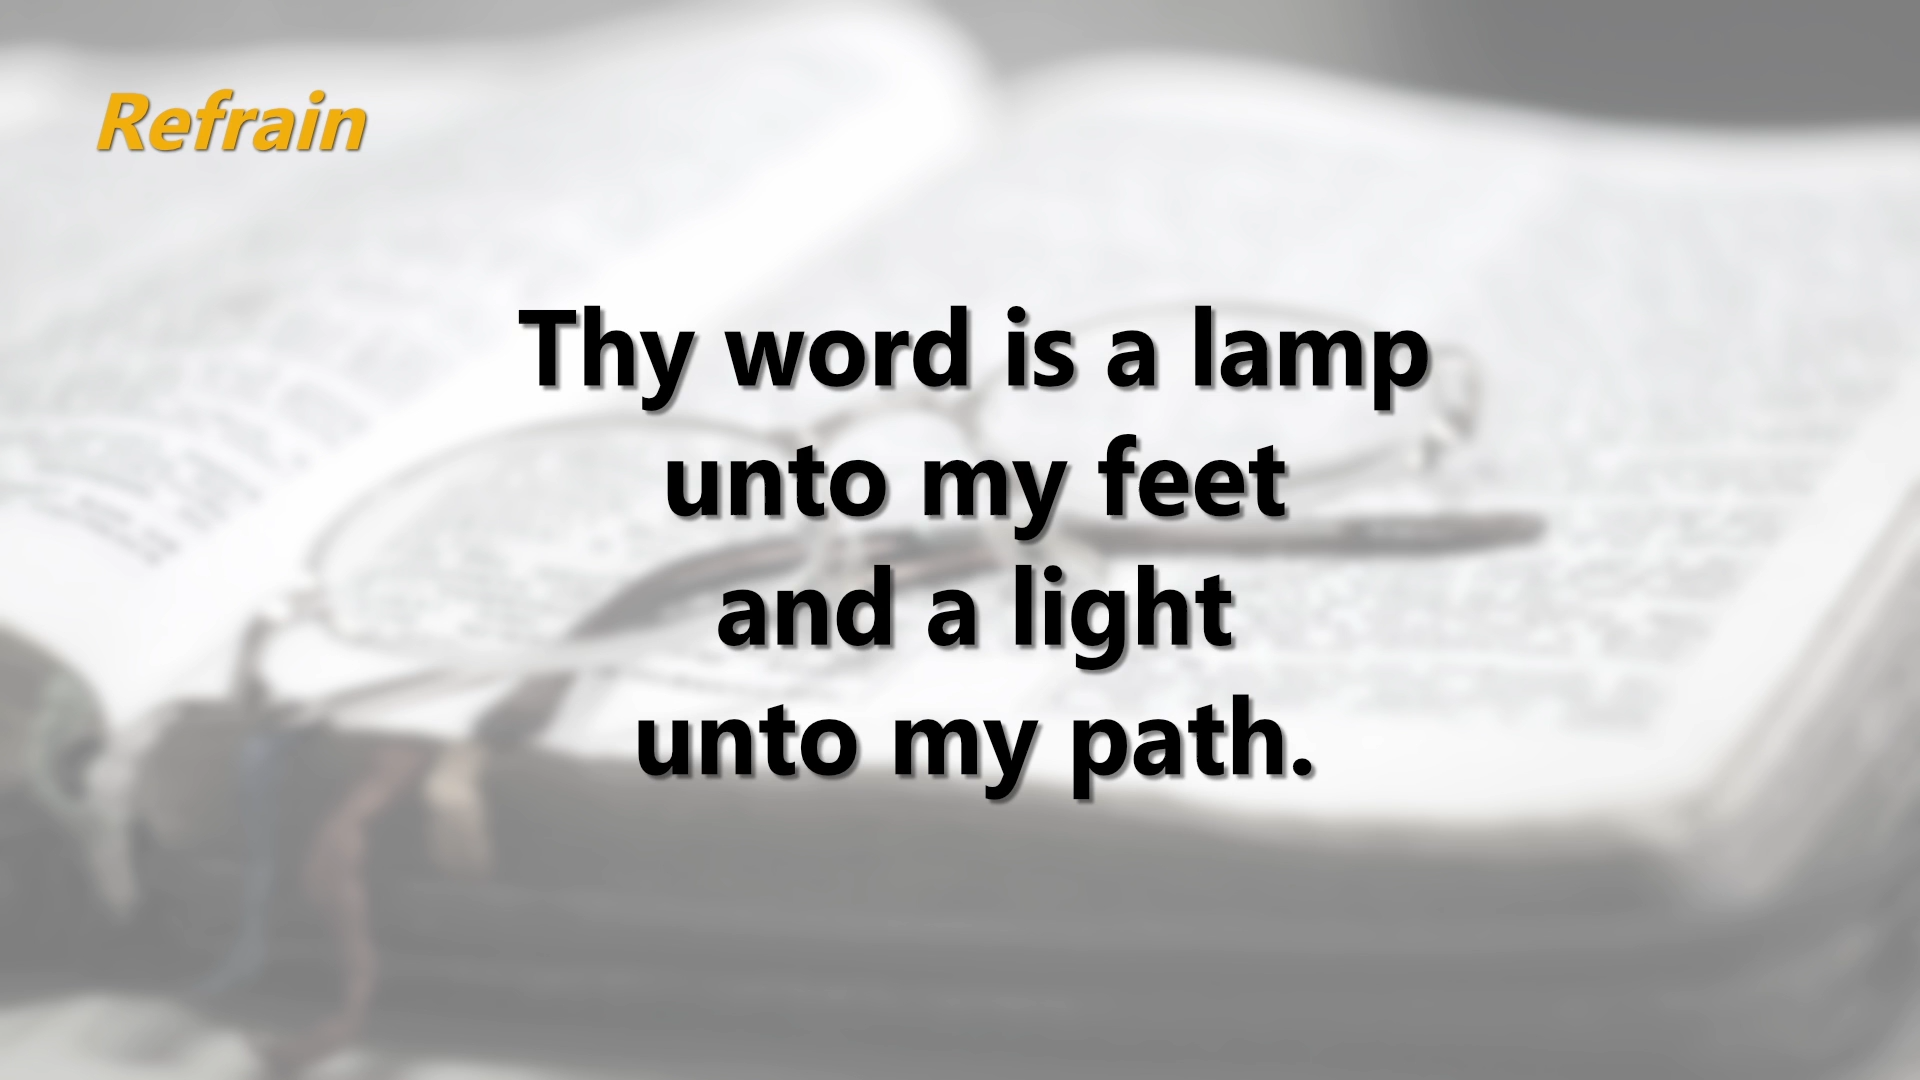 Refrain
Thy word is a lamp
unto my feet
and a light
unto my path.